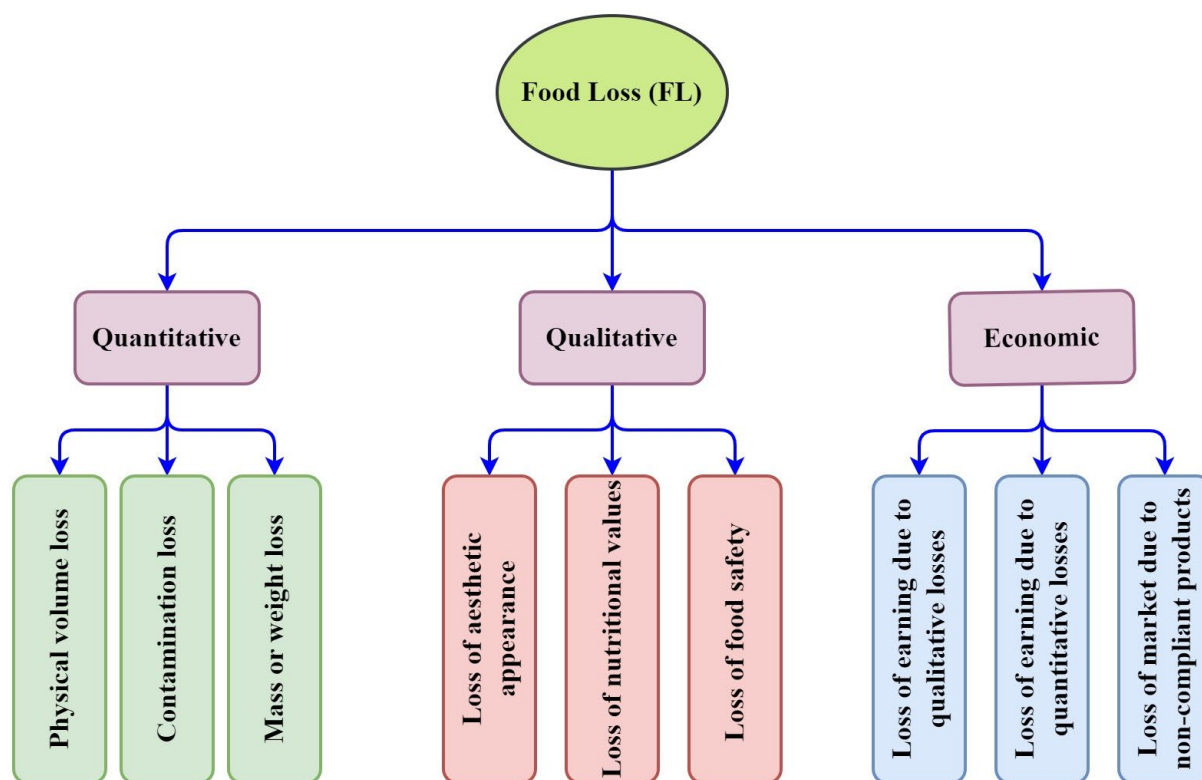 Food Loss (FL)
Quantitative
Qualitative
Economic
Physical volume loss
Contamination loss
Mass or weight loss
Loss of aesthetic
appearance
Loss of nutritional values
Loss of food safety
Loss of earning due to
qualitative losses
Loss of earning due to
quantitative losses
Loss of market due to
non-compliant products